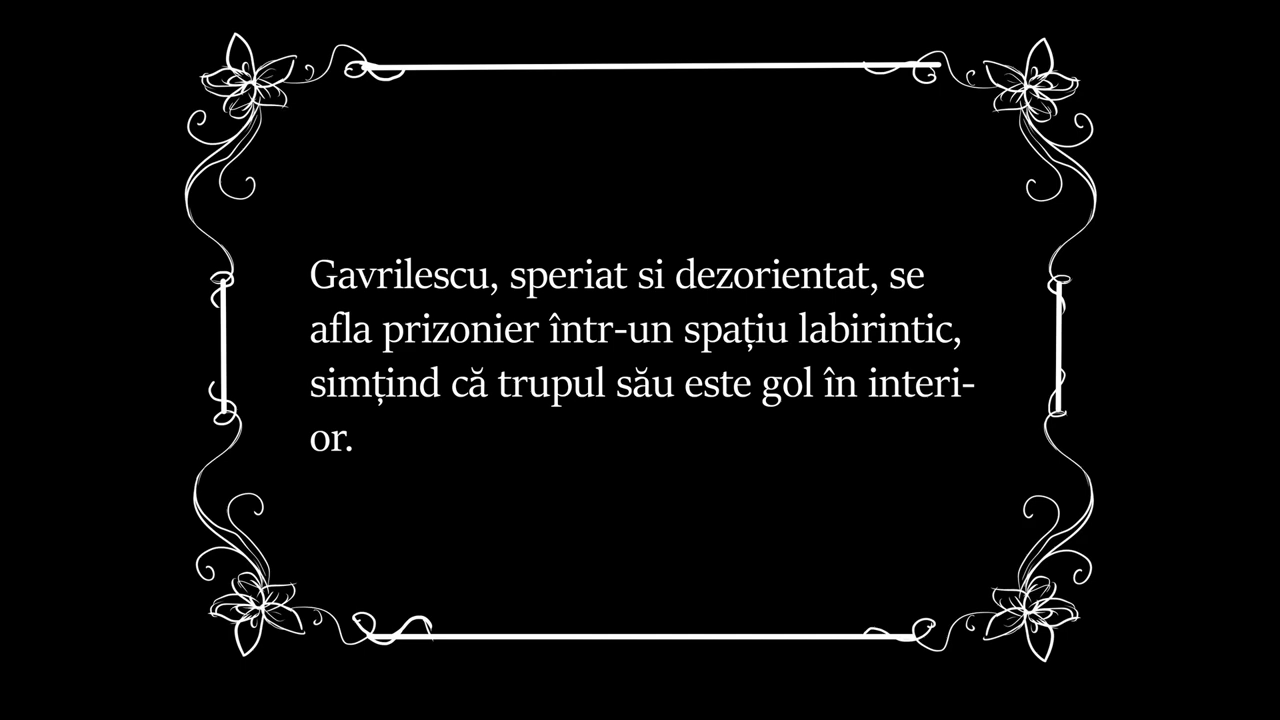 Gavrilescu, speriat si dezorientat, se
afla prizonier într-un spațiu labirintic,
simțind că trupul său este gol în interi-
or.